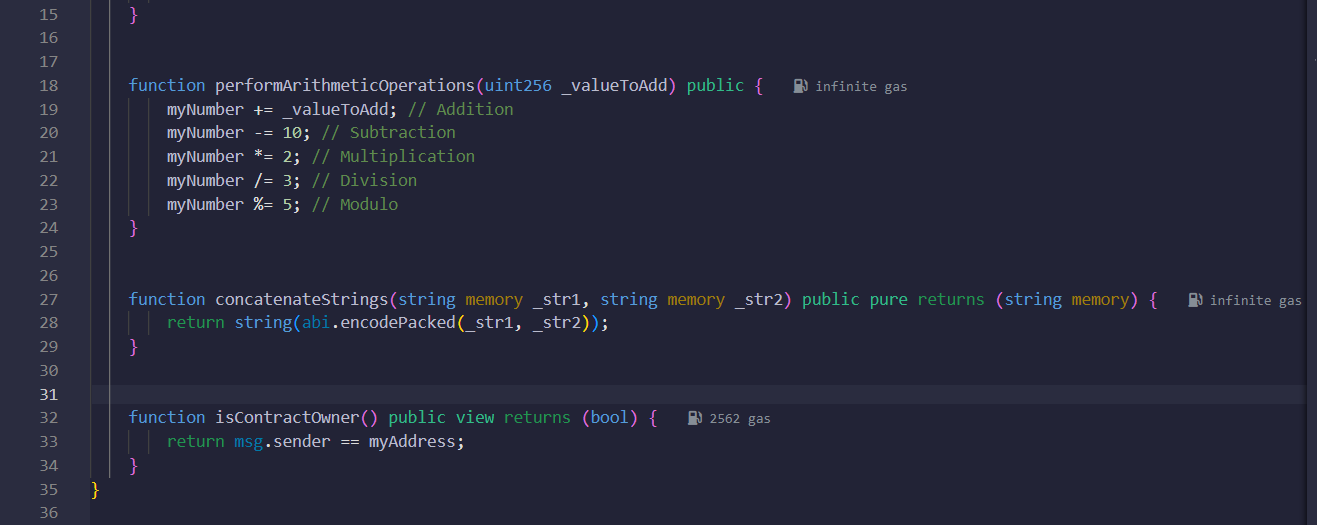 15 }
16
17
18 function performArithmeticOperations(uint256 _valueToAdd) public { infinite gas
19 myNumber += _valueToAdd; // Addition
20 myNumber -= 10; // Subtraction
21 myNumber *= 2; // Multiplication
22 myNumber /= 3; // Division
23 myNumber %= 5; // Modulo
24 }
25
26
27 function concatenateStrings(string memory _str1, string memory _str2) public pure returns (string memory) { infinite gas
28 return string(abi.encodePacked(_str1, _str2));
29 }
30
31
32 function isContractOwner() public view returns (bool) { 2562 gas
33 return msg.sender == myAddress;
34 }
35 }
36